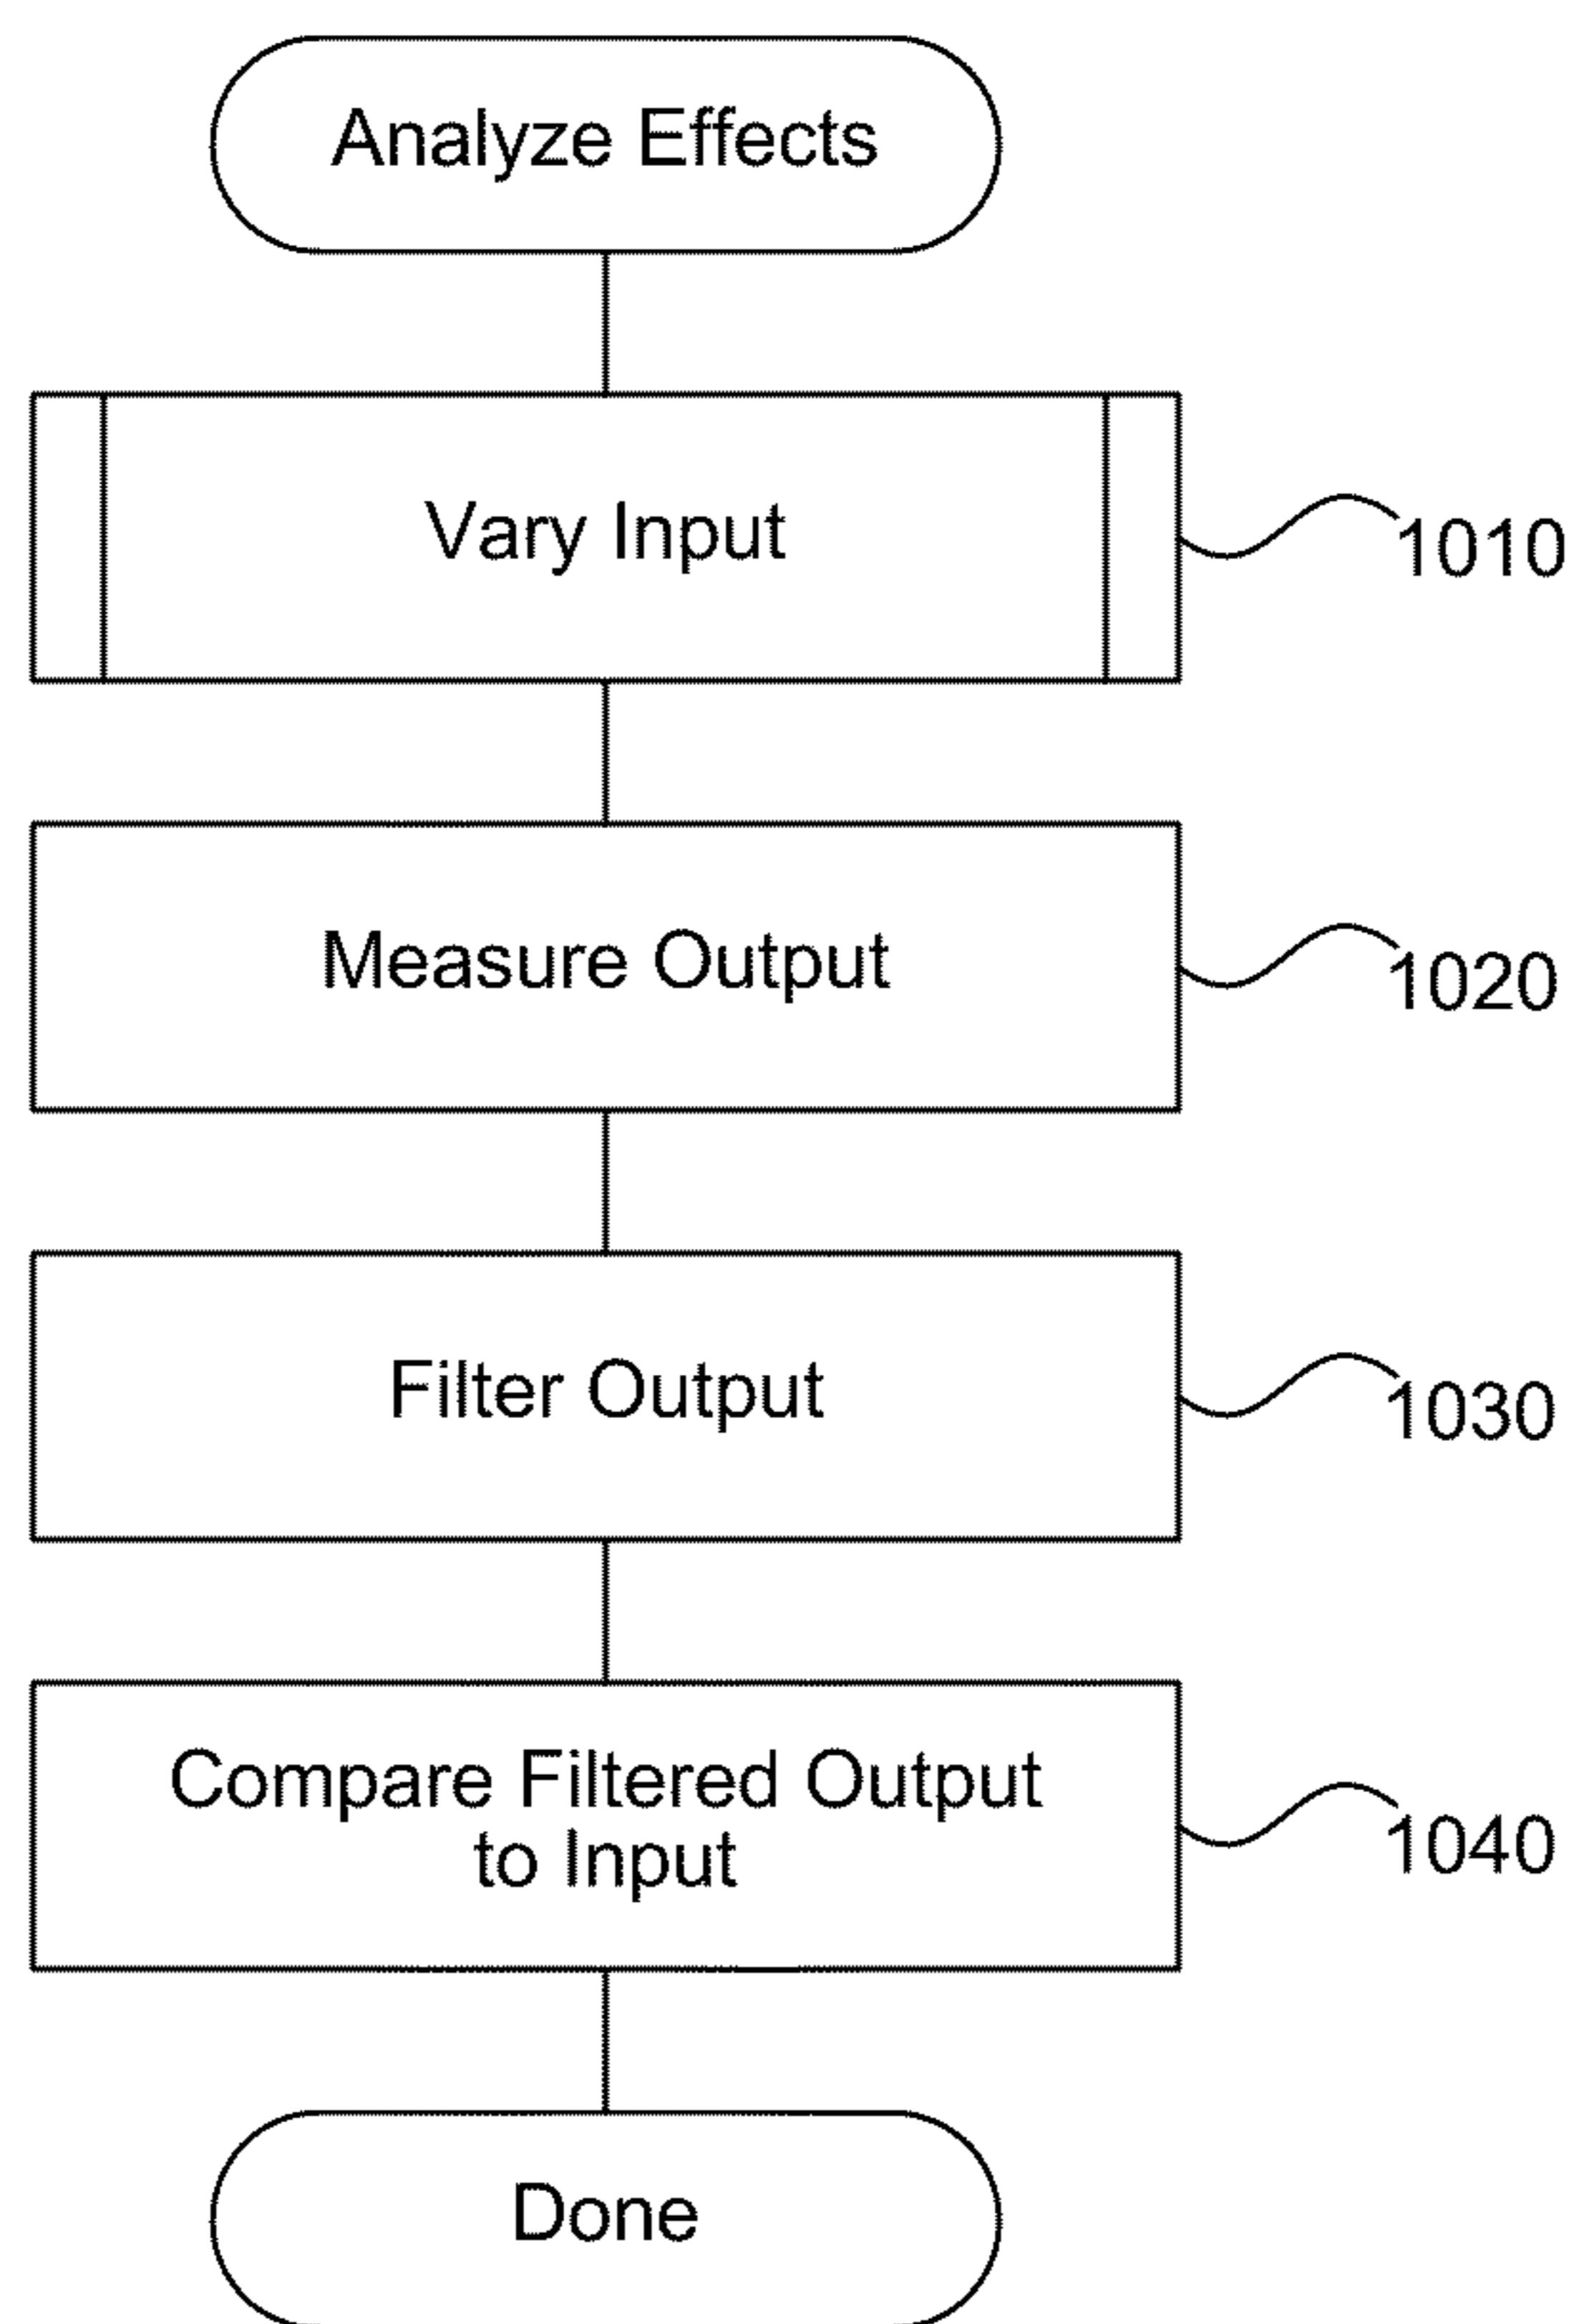 Analyze Effects
Vary Input
1010
Measure Output
1020
Filter Output
1030
Compare Filtered Output
to Input
1040
Done